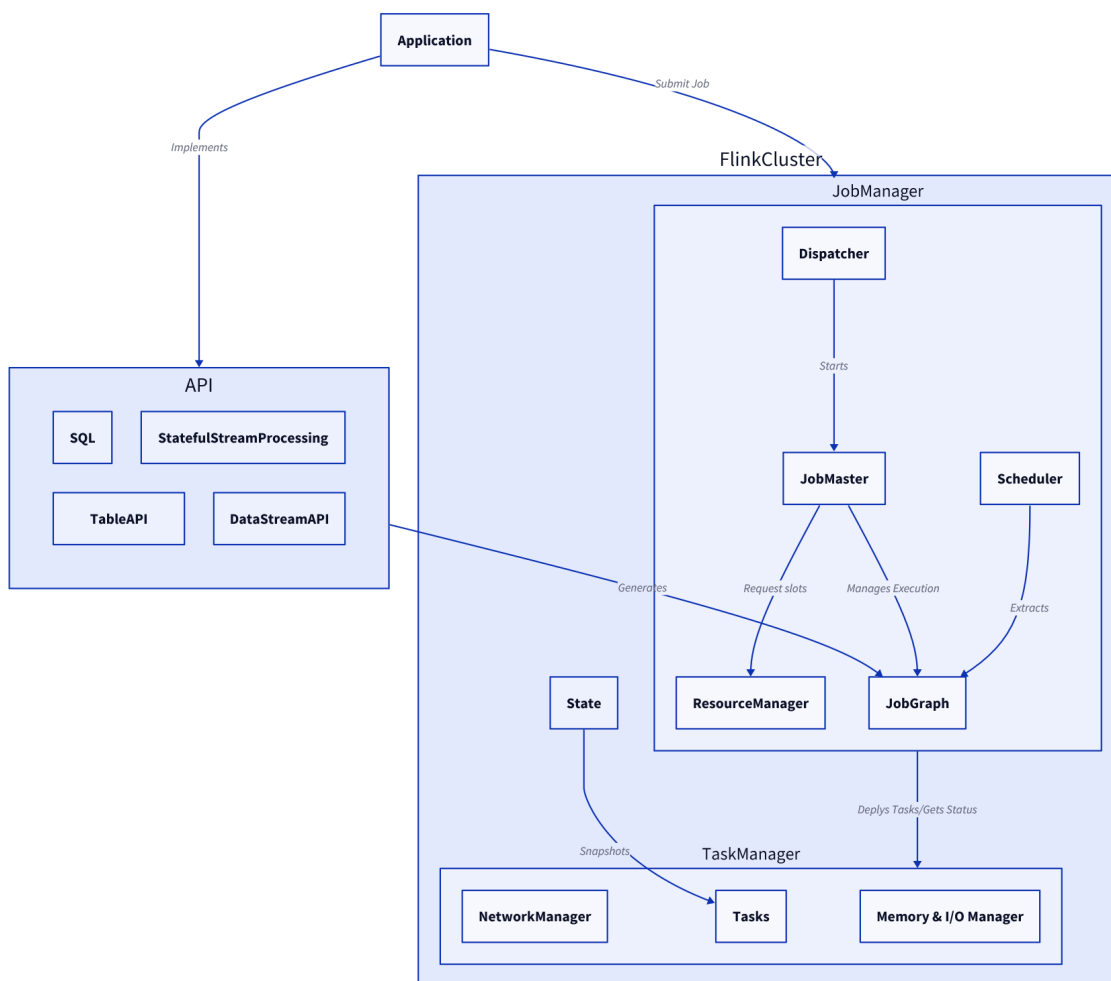 Application
Submit Job
Implements
FlinkCluster
JobManager
Dispatcher
Starts
API
SQL
StatefulStreamProcessing
TableAPI
DataStreamAPI
JobMaster
Scheduler
Generates
Request slots
Manages Execution
Extracts
State
ResourceManager
JobGraph
Deplys Tasks/Gets Status
Snapshots
TaskManager
NetworkManager
Tasks
Memory & I/O Manager